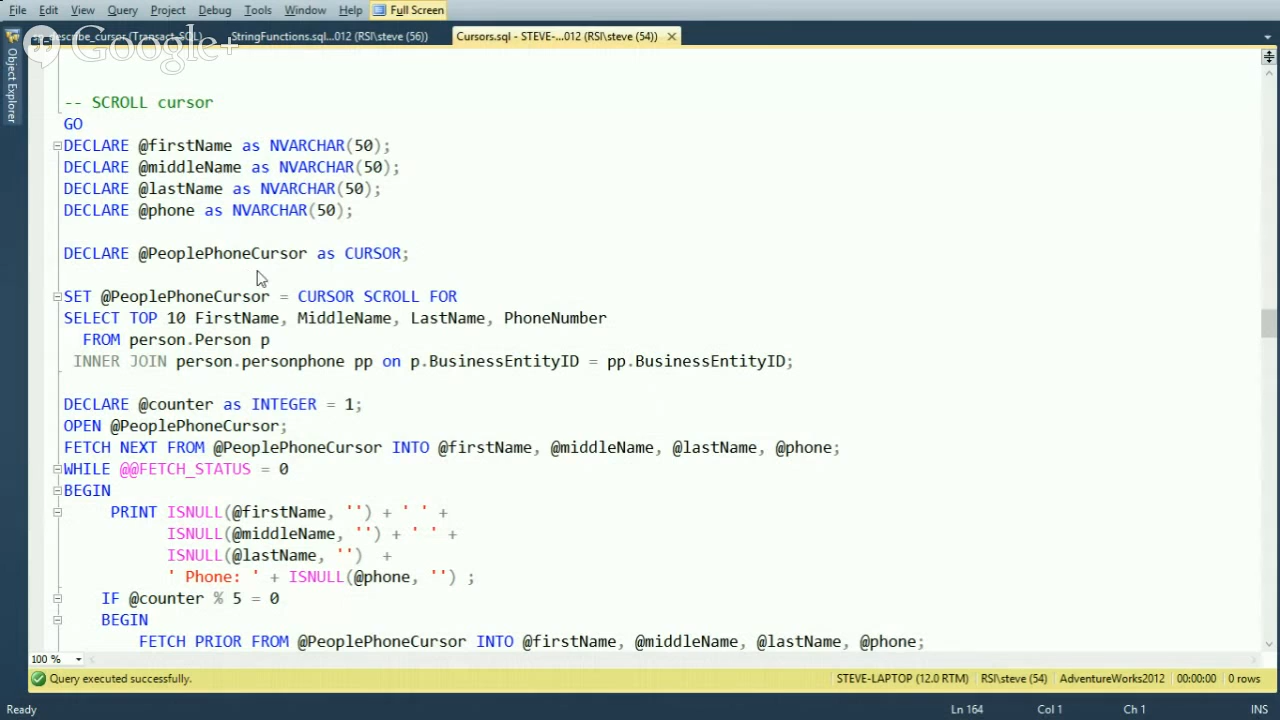 File Edit View Query Project Debug Tools Window Help Full Screen
sp_describe_cursor (Transact-SQL) StringFunctions.sql...012 (RSI\steve (56)) Cursors.sql - STEVE-...012 (RSI\steve (54))
Google+
Object Explorer
-- SCROLL cursor
GO
DECLARE @firstName as NVARCHAR(50);
DECLARE @middleName as NVARCHAR(50);
DECLARE @lastName as NVARCHAR(50);
DECLARE @phone as NVARCHAR(50);
DECLARE @PeoplePhoneCursor as CURSOR;
SET @PeoplePhoneCursor = CURSOR SCROLL FOR
SELECT TOP 10 FirstName, MiddleName, LastName, PhoneNumber
FROM person.Person p
INNER JOIN person.personphone pp on p.BusinessEntityID = pp.BusinessEntityID;
DECLARE @counter as INTEGER = 1;
OPEN @PeoplePhoneCursor;
FETCH NEXT FROM @PeoplePhoneCursor INTO @firstName, @middleName, @lastName, @phone;
WHILE @@FETCH_STATUS = 0
BEGIN
PRINT ISNULL(@firstName, '') + ' ' +
ISNULL(@middleName, '') + ' ' +
ISNULL(@lastName, '') +
' Phone: ' + ISNULL(@phone, '') ;
IF @counter % 5 = 0
BEGIN
FETCH PRIOR FROM @PeoplePhoneCursor INTO @firstName, @middleName, @lastName, @phone;
100 %
Query executed successfully. STEVE-LAPTOP (12.0 RTM) RSI\steve (54) AdventureWorks2012 00:00:00 0 rows
Ready Ln 164 Col 1 Ch 1 INS